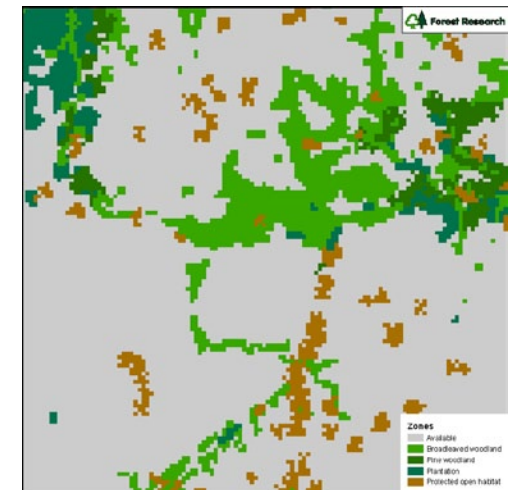 Forest Research
Zones
Available
Broadleaved woodland
Pine woodland
Plantation
Protected open habitat